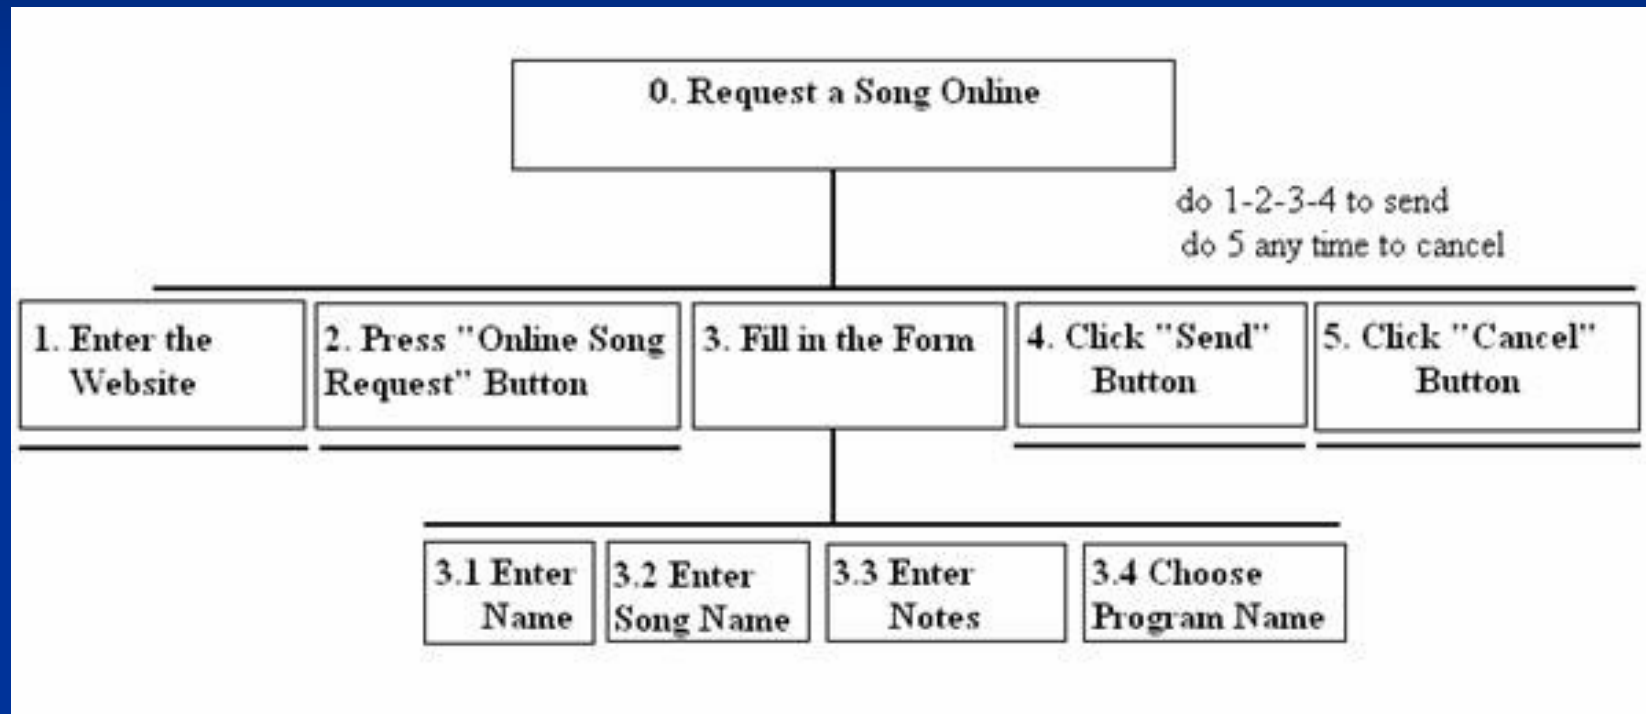 0. Request a Song Online
do 1-2-3-4 to send
do 5 any time to cancel
1. Enter the
Website
2. Press "Online Song
Request" Button
3. Fill in the Form
4. Click "Send"
Button
5. Click "Cancel"
Button
3.1 Enter
Name
3.2 Enter
Song Name
3.3 Enter
Notes
3.4 Choose
Program Name